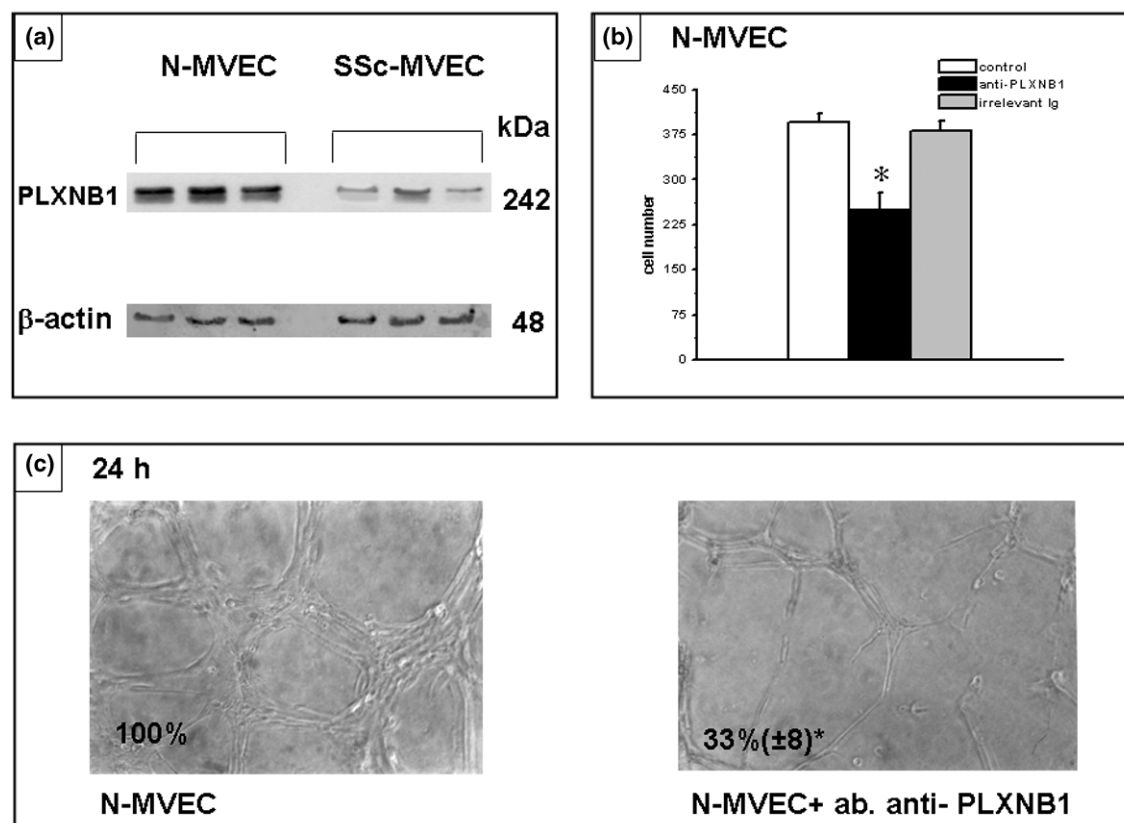 (a)
N-MVEC SSc-MVEC
kDa
PLXNB1 242
β-actin 48
(b) N-MVEC
control
anti-PLXNB1
irrelevant Ig
450
375
300
225
150
75
0
cell number
*
(c) 24 h
100%
33%(±8)*
N-MVEC
N-MVEC+ ab. anti- PLXNB1